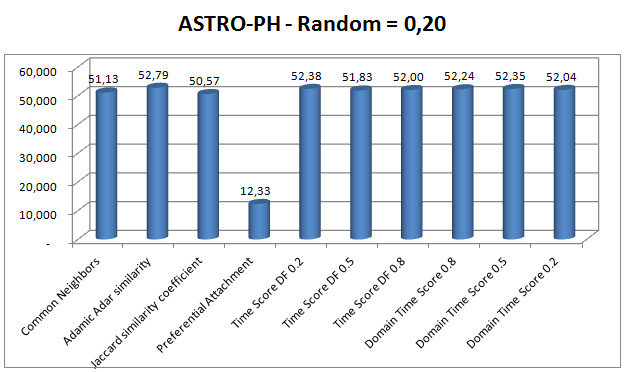 ASTRO-PH - Random = 0,20
60,000
50,000
40,000
30,000
20,000
10,000
-
51,13
52,79
50,57
12,33
52,38
51,83
52,00
52,24
52,35
52,04
Common Neighbors
Adamic Adar similarity
Jaccard similarity coefficient
Preferential Attachment
Time Score DF 0.2
Time Score DF 0.5
Time Score DF 0.8
Domain Time Score 0.8
Domain Time Score 0.5
Domain Time Score 0.2